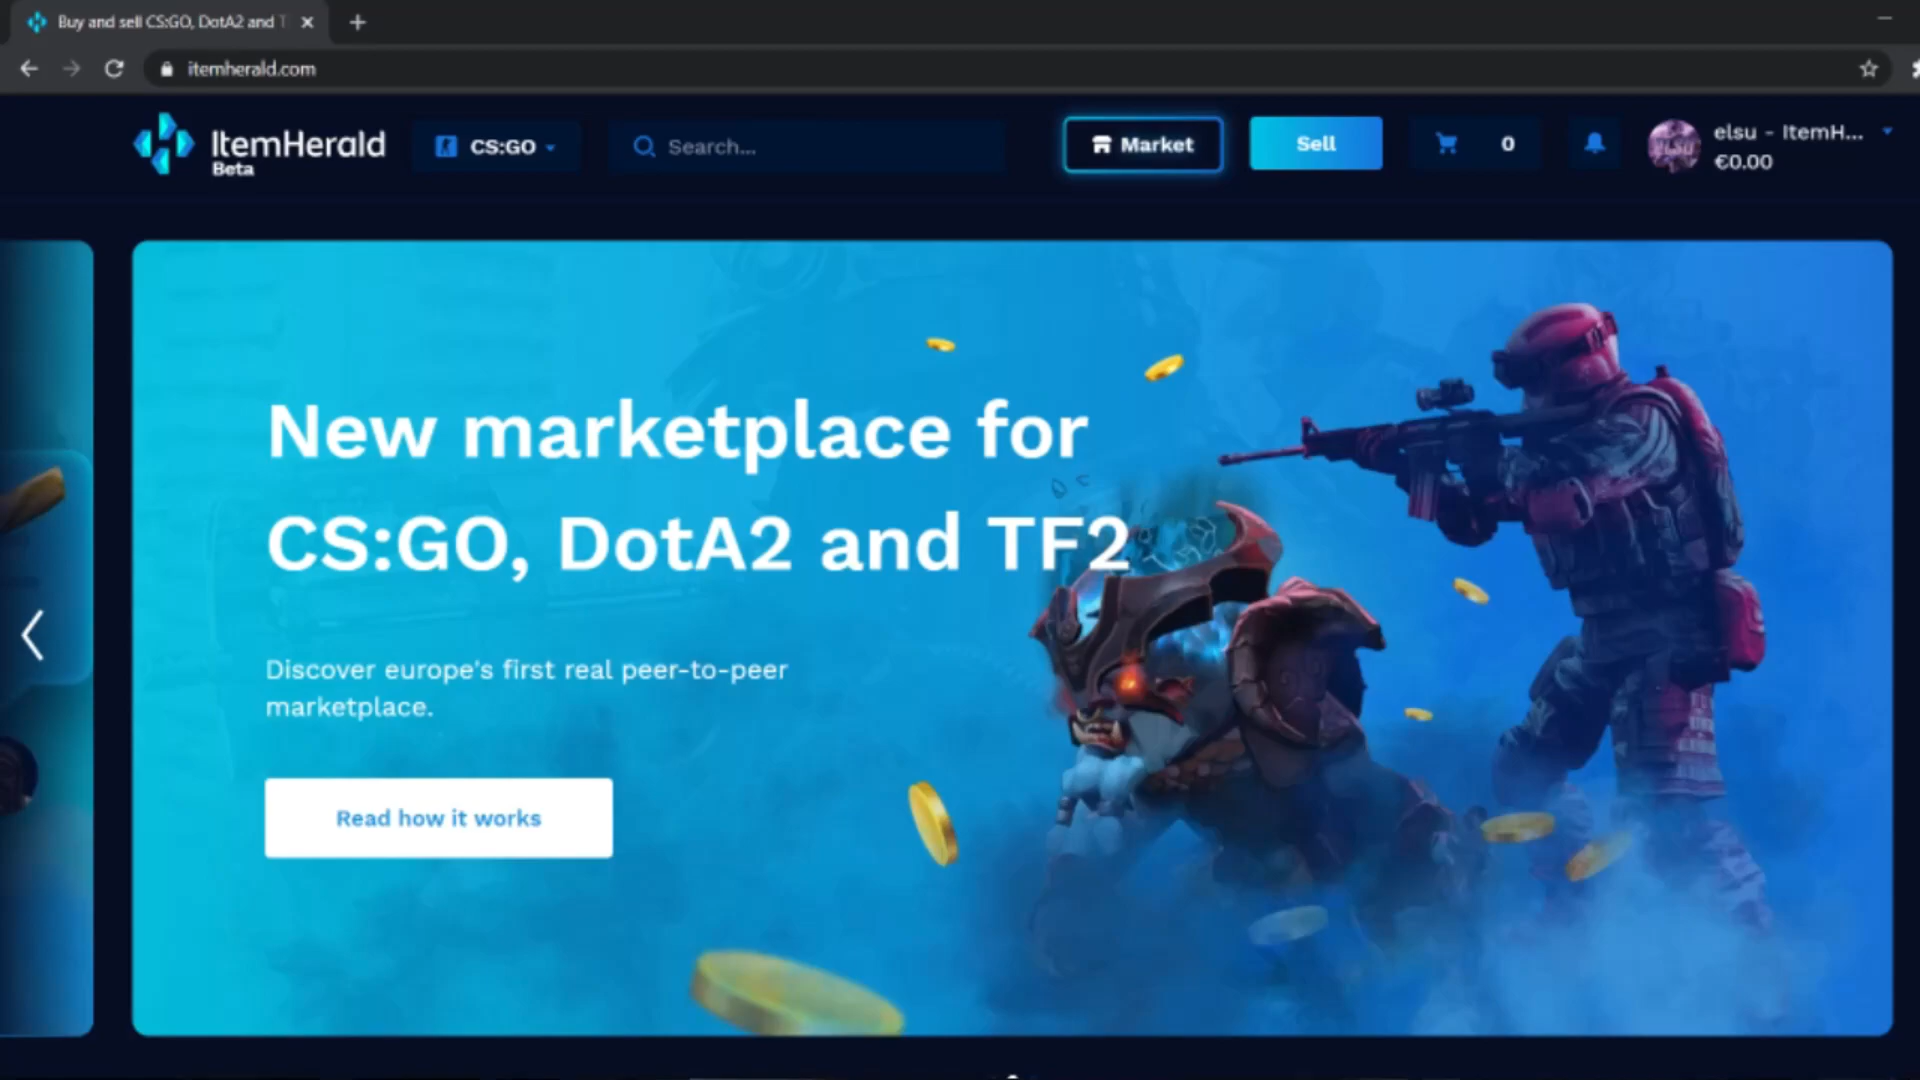 Buy and sell CS:GO, DotA2 and T
itemherald.com
ItemHerald
Beta
CS:GO
Search...
Market
Sell
0
elsu - ItemH...
€0.00
New marketplace for
CS:GO, DotA2 and TF2
Discover europe's first real peer-to-peer
marketplace.
Read how it works